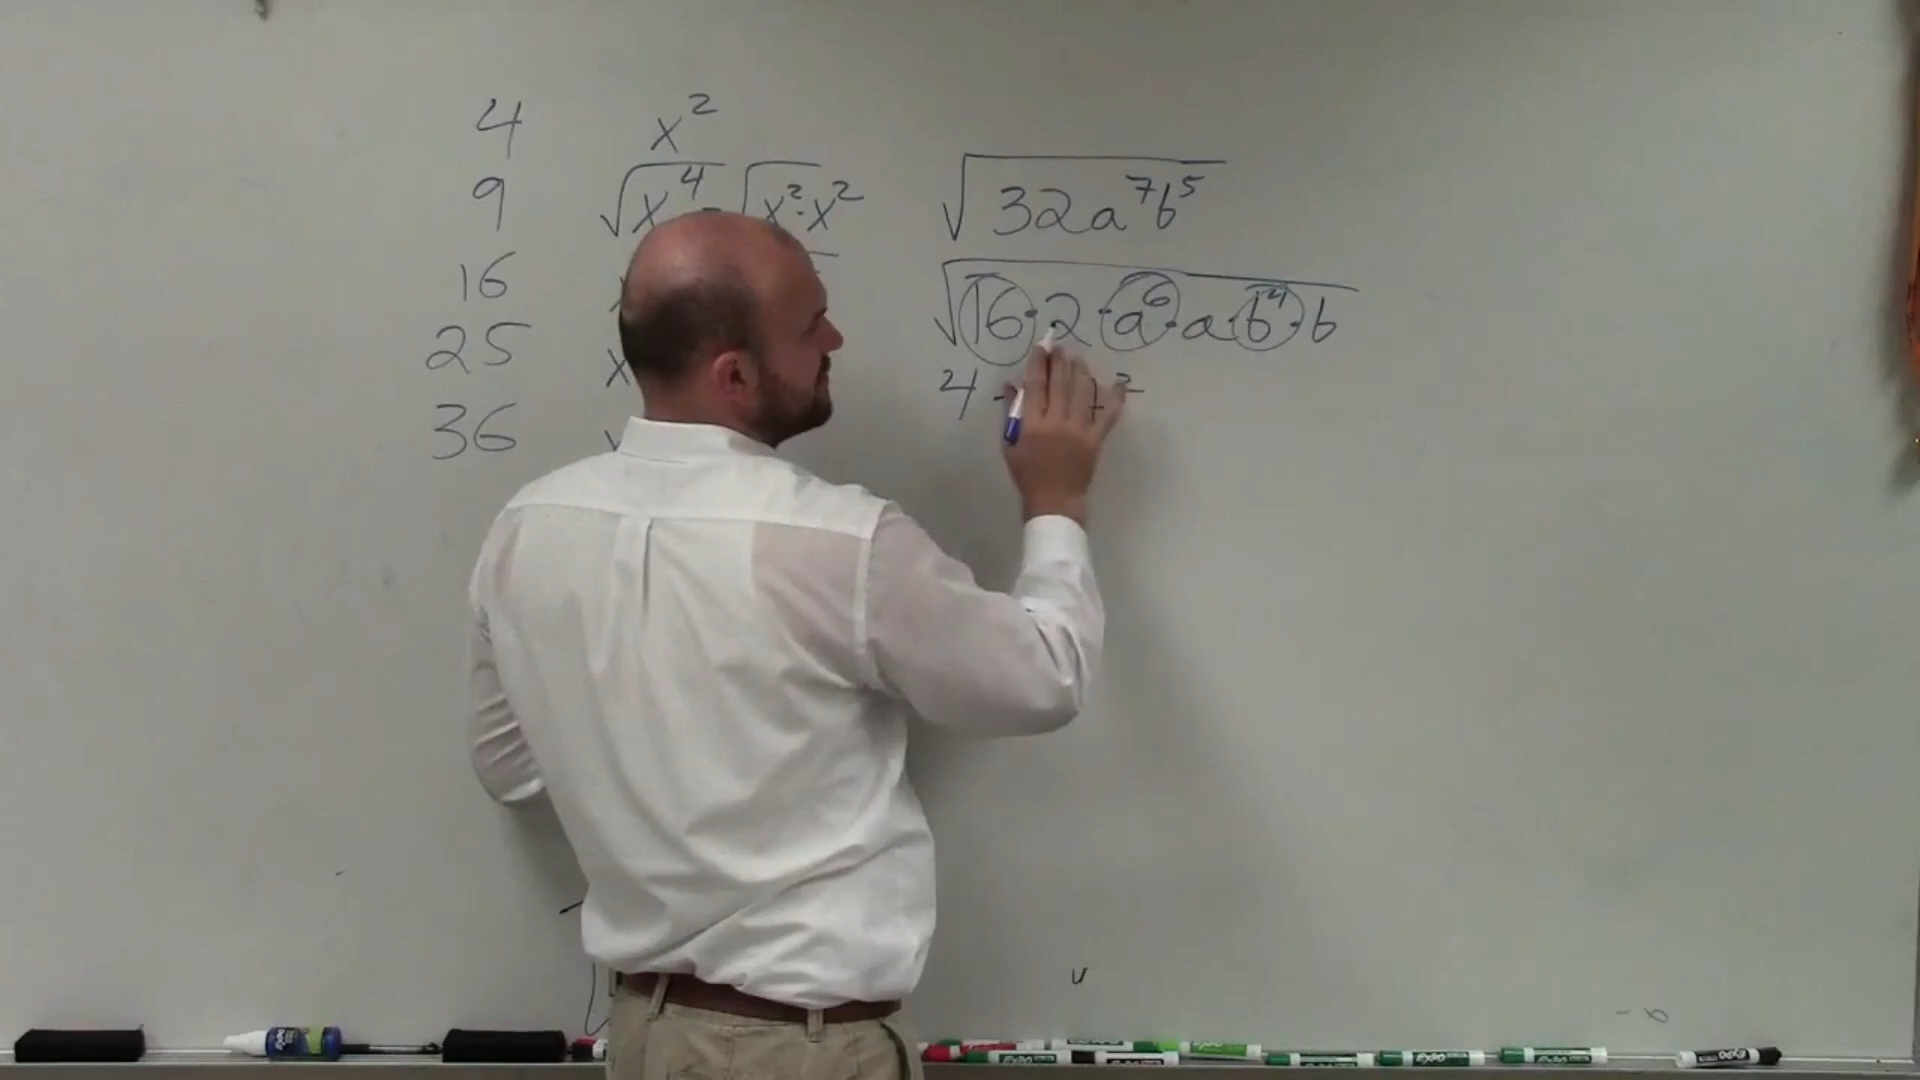 4
9
16
25
36
x²
√x⁴ = √x²·x²
√32a⁷b⁵
√16·2·a⁶·a·b⁴·b
4